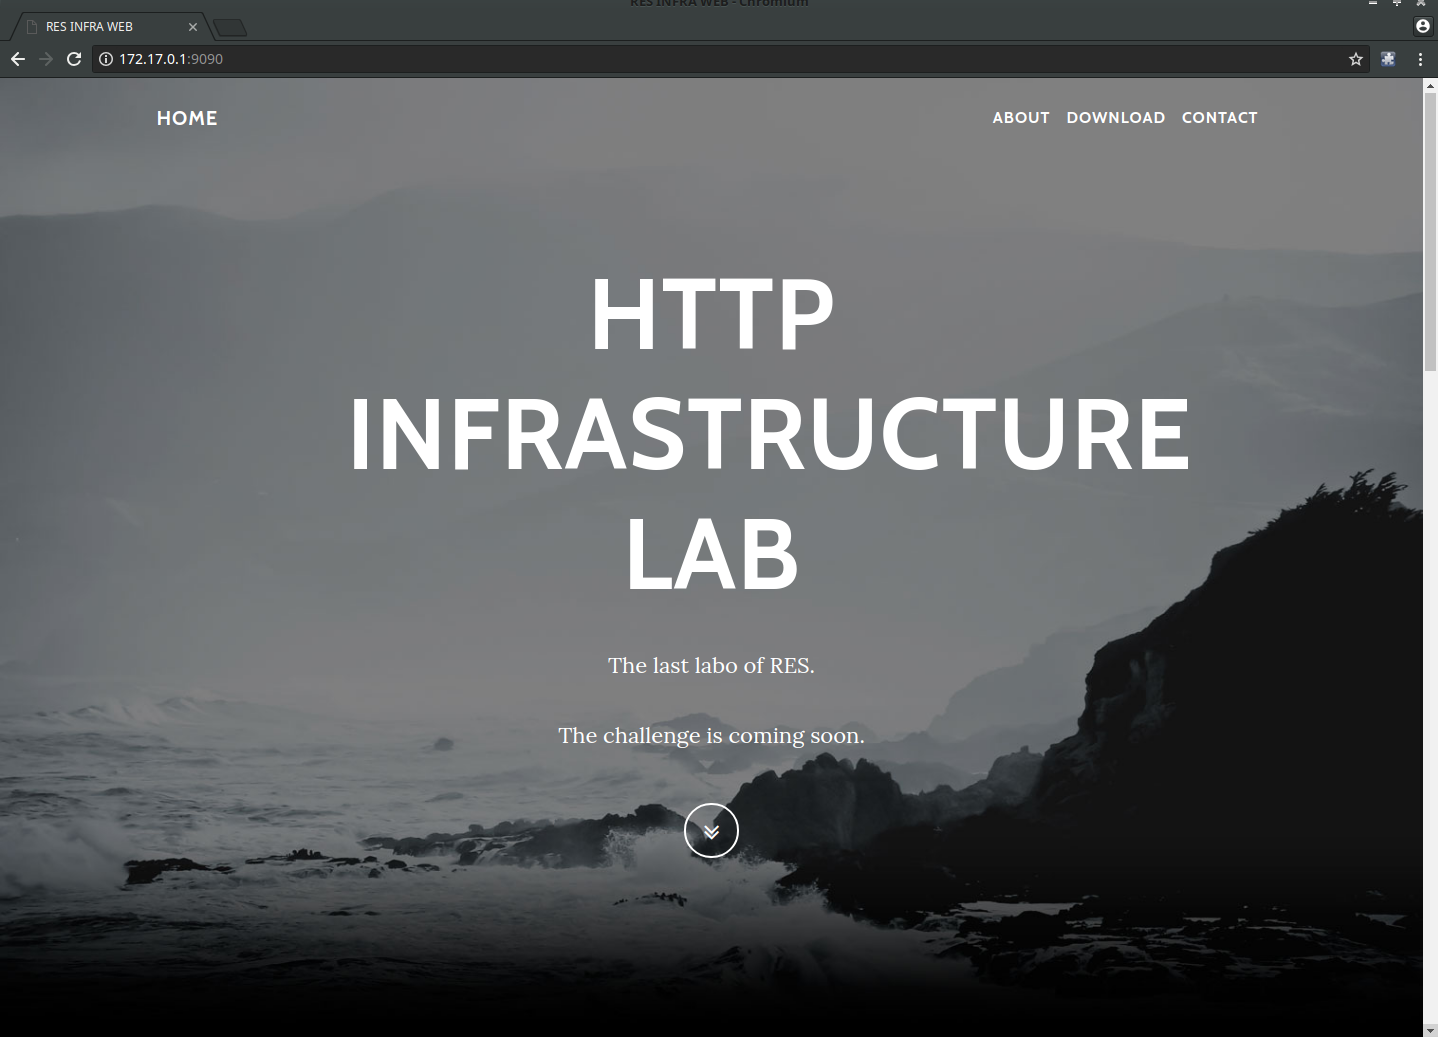 RES INFRA WEB - Chromium
RES INFRA WEB
172.17.0.1:9090
HOME
ABOUT DOWNLOAD CONTACT
HTTP
INFRASTRUCTURE
LAB
The last labo of RES.
The challenge is coming soon.